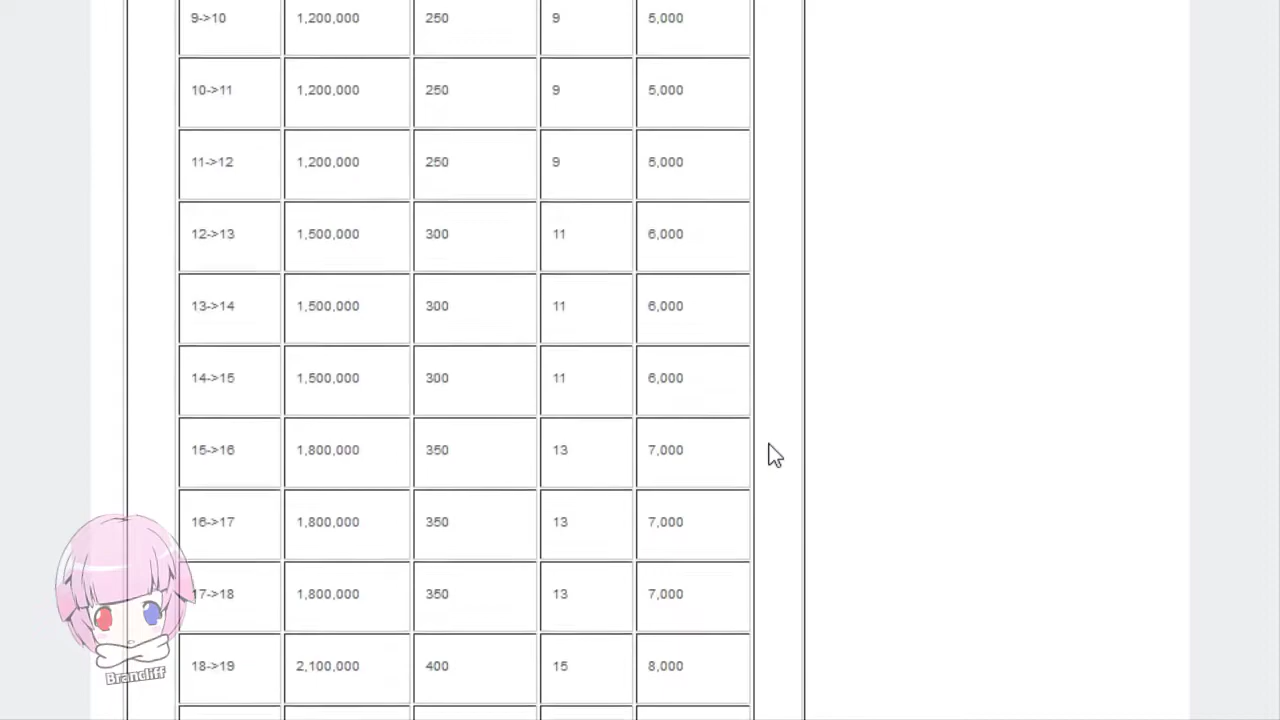 9->10 1,200,000 250 9 5,000
10->11 1,200,000 250 9 5,000
11->12 1,200,000 250 9 5,000
12->13 1,500,000 300 11 6,000
13->14 1,500,000 300 11 6,000
14->15 1,500,000 300 11 6,000
15->16 1,800,000 350 13 7,000
16->17 1,800,000 350 13 7,000
17->18 1,800,000 350 13 7,000
18->19 2,100,000 400 15 8,000
Brancliff